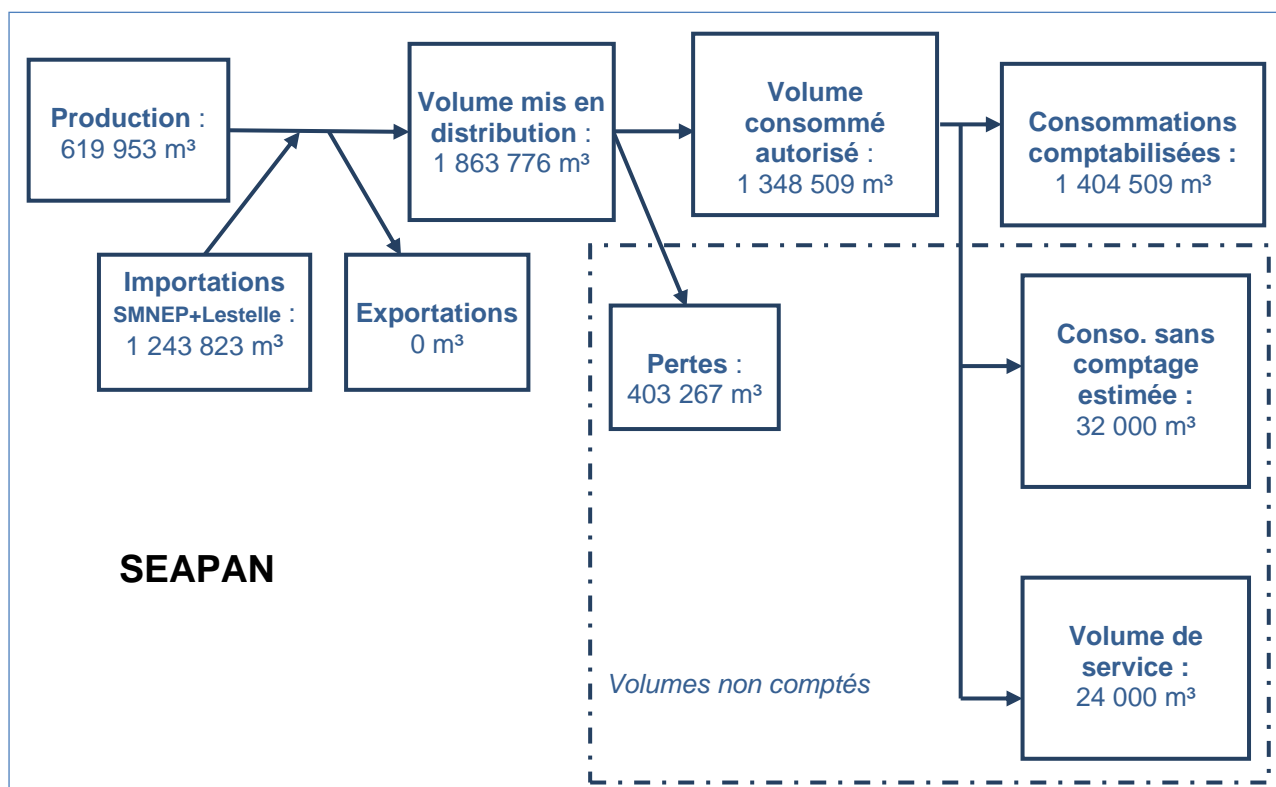 Production :
619 953 m³
Volume mis en
distribution :
1 863 776 m³
Volume
consommé
autorisé :
1 348 509 m³
Consommations
comptabilisées :
1 404 509 m³
Importations
SMNEP+Lestelle :
1 243 823 m³
Exportations
0 m³
Pertes :
403 267 m³
Conso. sans
comptage
estimée :
32 000 m³
SEAPAN
Volumes non comptés
Volume de
service :
24 000 m³